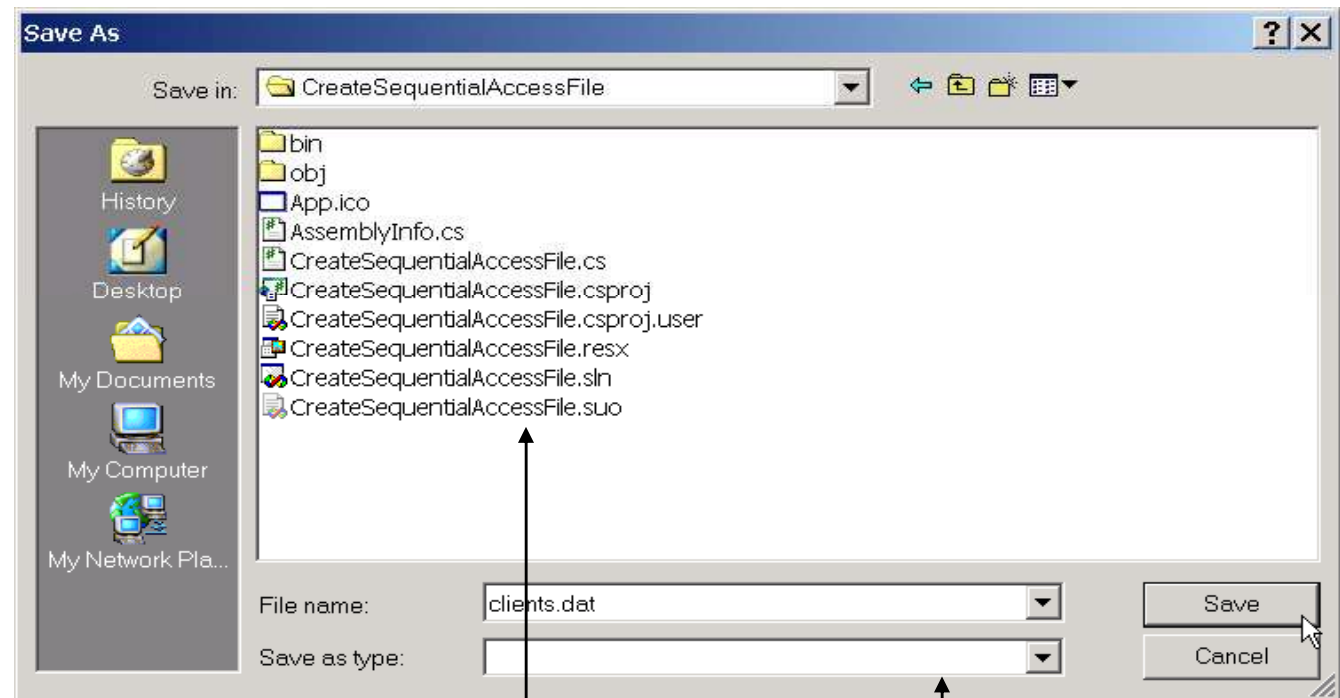 Save As
Save in: CreateSequentialAccessFile
History
Desktop
My Documents
My Computer
My Network Pla...
bin
obj
App.ico
AssemblyInfo.cs
CreateSequentialAccessFile.cs
CreateSequentialAccessFile.csproj
CreateSequentialAccessFile.csproj.user
CreateSequentialAccessFile.resx
CreateSequentialAccessFile.sln
CreateSequentialAccessFile.suo
File name: clients.dat Save
Save as type: Cancel